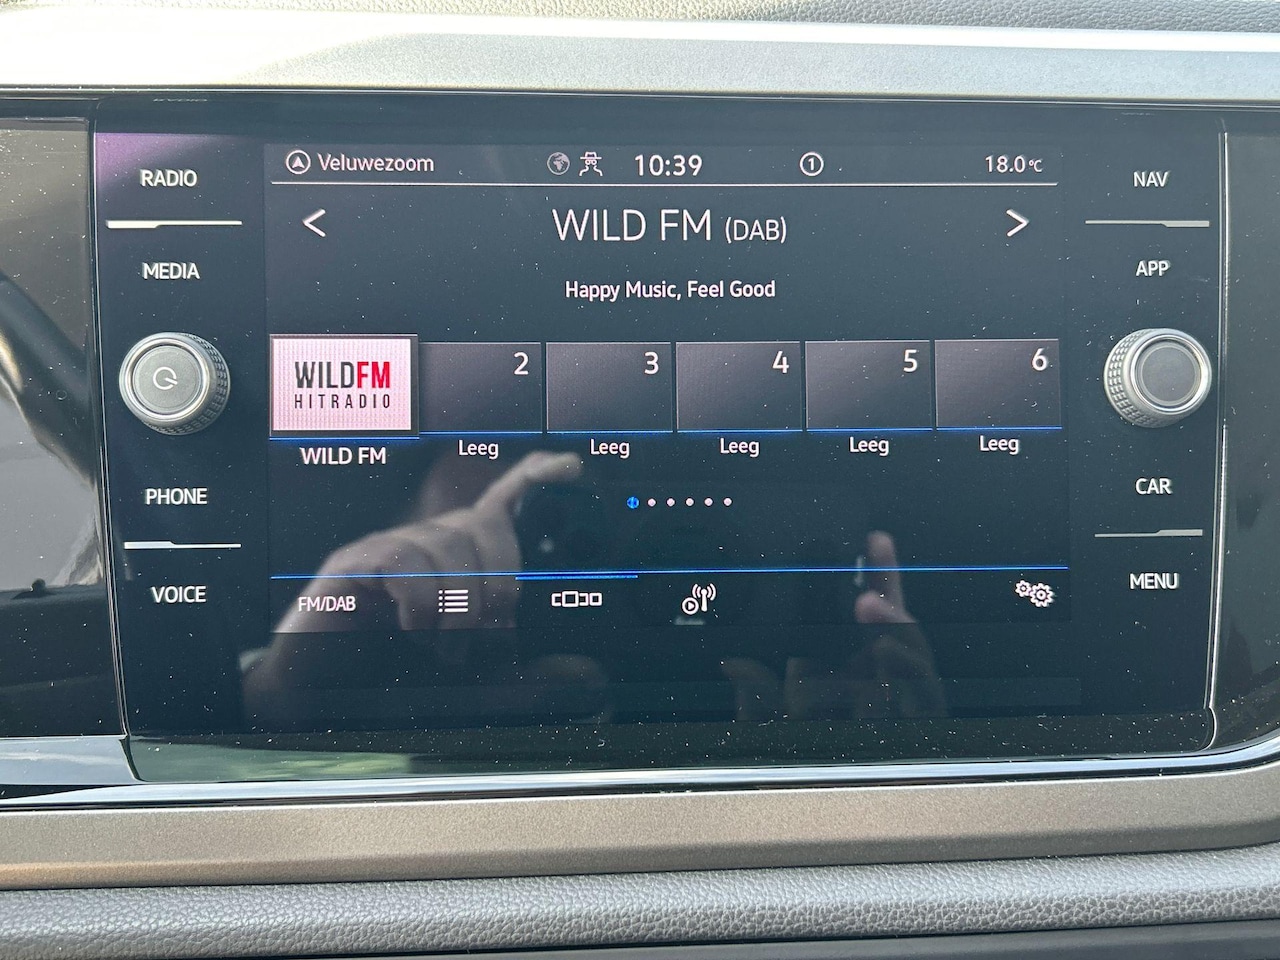 RADIO
MEDIA
PHONE
VOICE
Veluwezoom
10:39
1
18.0°C
WILD FM (DAB)
Happy Music, Feel Good
WILDFM
HITRADIO
2
3
4
5
6
WILD FM
Leeg
Leeg
Leeg
Leeg
Leeg
FM/DAB
NAV
APP
CAR
MENU